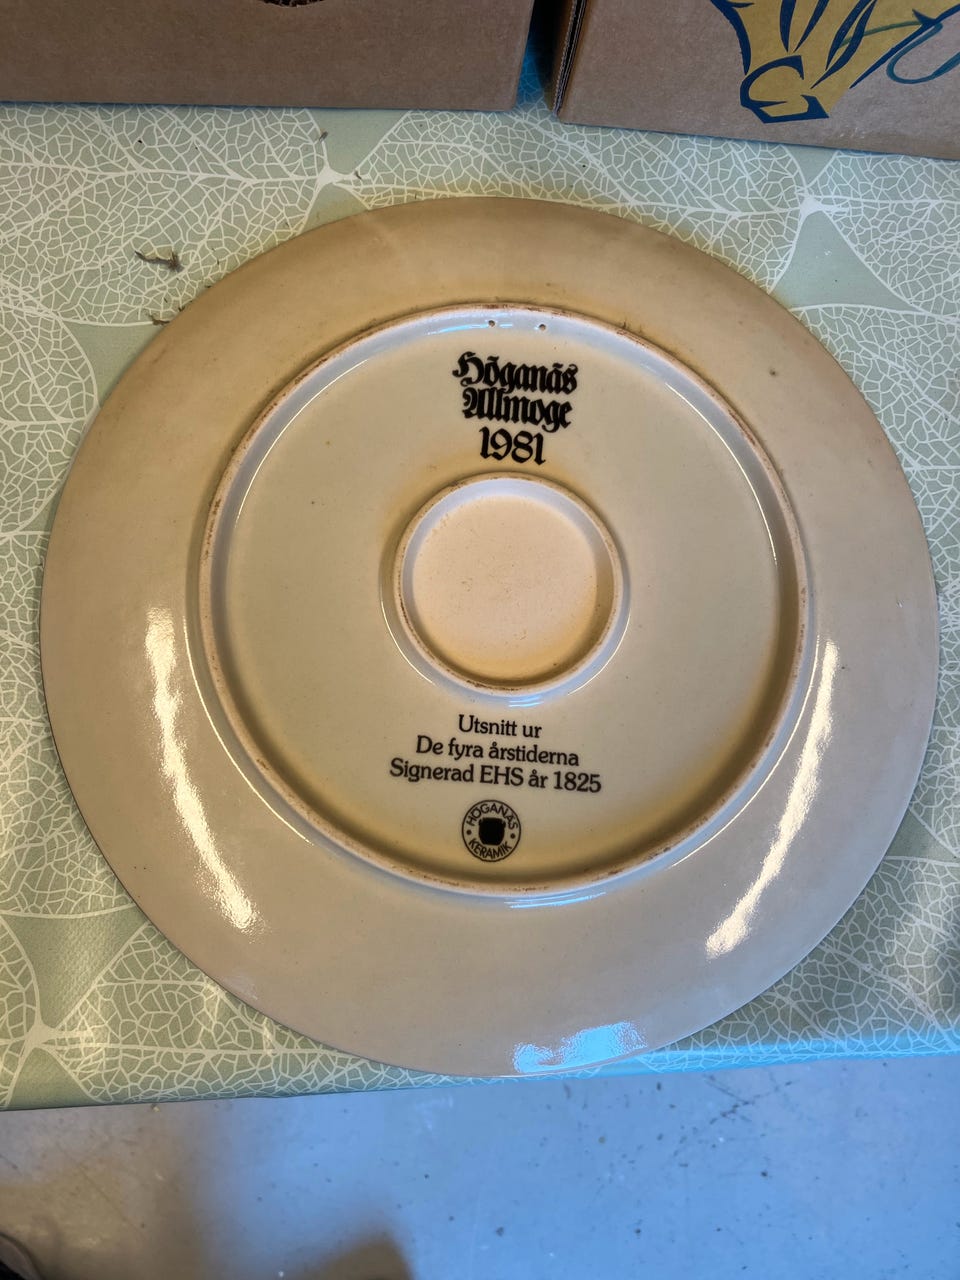 Höganäs
Allmoge
1981
Utsnitt ur
De fyra årstiderna
Signerad EHS år 1825
HÖGANÄS
KERAMIK